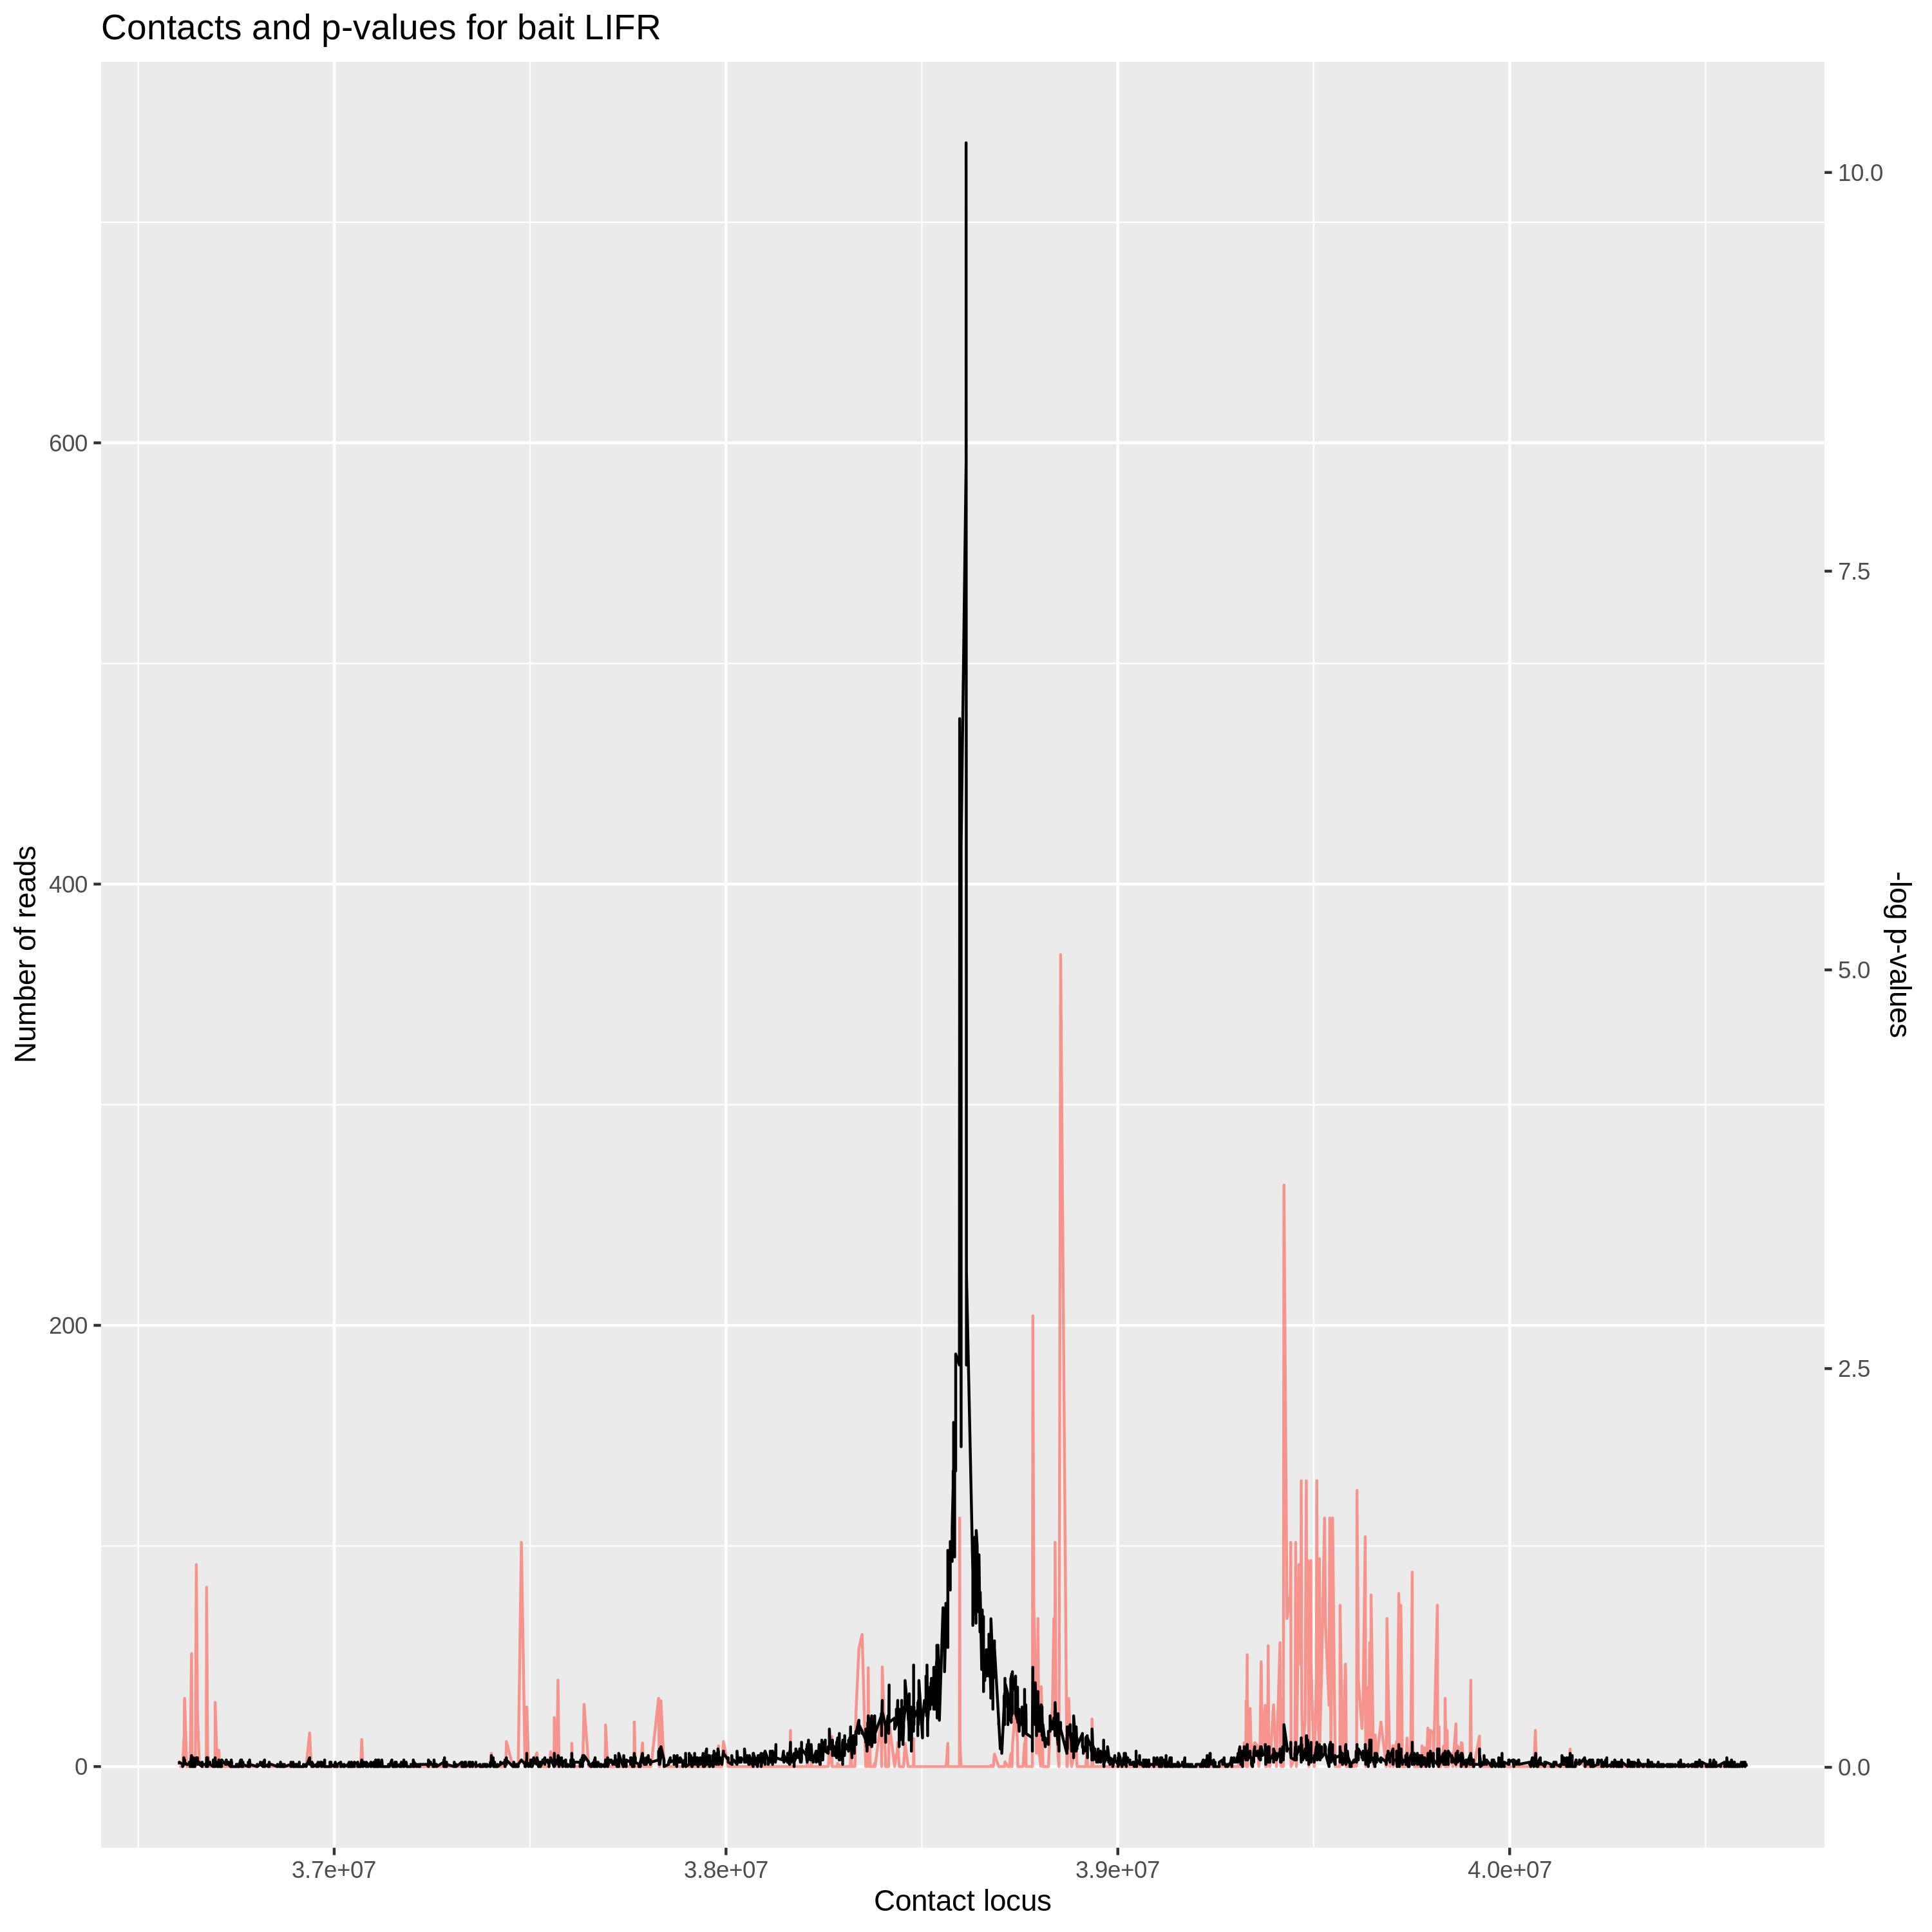 Contacts and p-values for bait LIFR
600
400
200
0
Number of reads
10.0
7.5
5.0
2.5
0.0
-log p-values
3.7e+07
3.8e+07
3.9e+07
4.0e+07
Contact locus